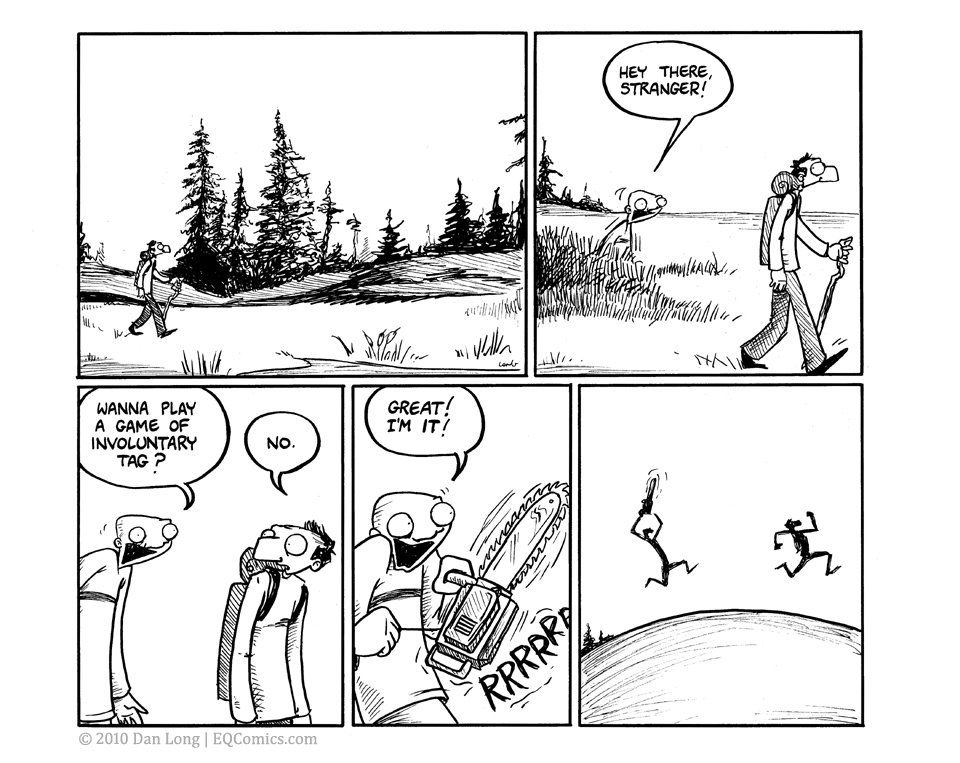 HEY THERE,
STRANGER!
WANNA PLAY
A GAME OF
INVOLUNTARY
TAG?
NO.
GREAT!
I'M IT!
RRRRRR
© 2010 Dan Long | EQComics.com